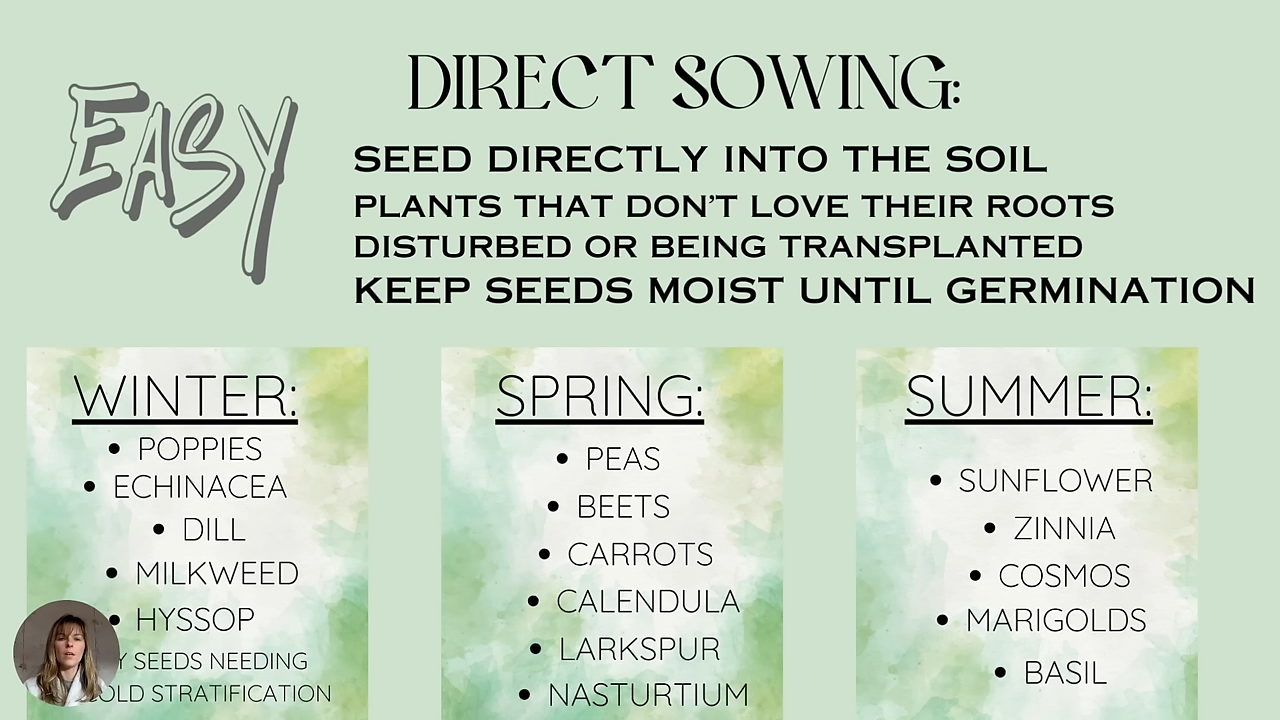 EASY
DIRECT SOWING:
SEED DIRECTLY INTO THE SOIL
PLANTS THAT DON'T LOVE THEIR ROOTS
DISTURBED OR BEING TRANSPLANTED
KEEP SEEDS MOIST UNTIL GERMINATION
WINTER:
• POPPIES
• ECHINACEA
• DILL
• MILKWEED
• HYSSOP
SEEDS NEEDING
STRATIFICATION
SPRING:
• PEAS
• BEETS
• CARROTS
• CALENDULA
• LARKSPUR
• NASTURTIUM
SUMMER:
• SUNFLOWER
• ZINNIA
• COSMOS
• MARIGOLDS
• BASIL